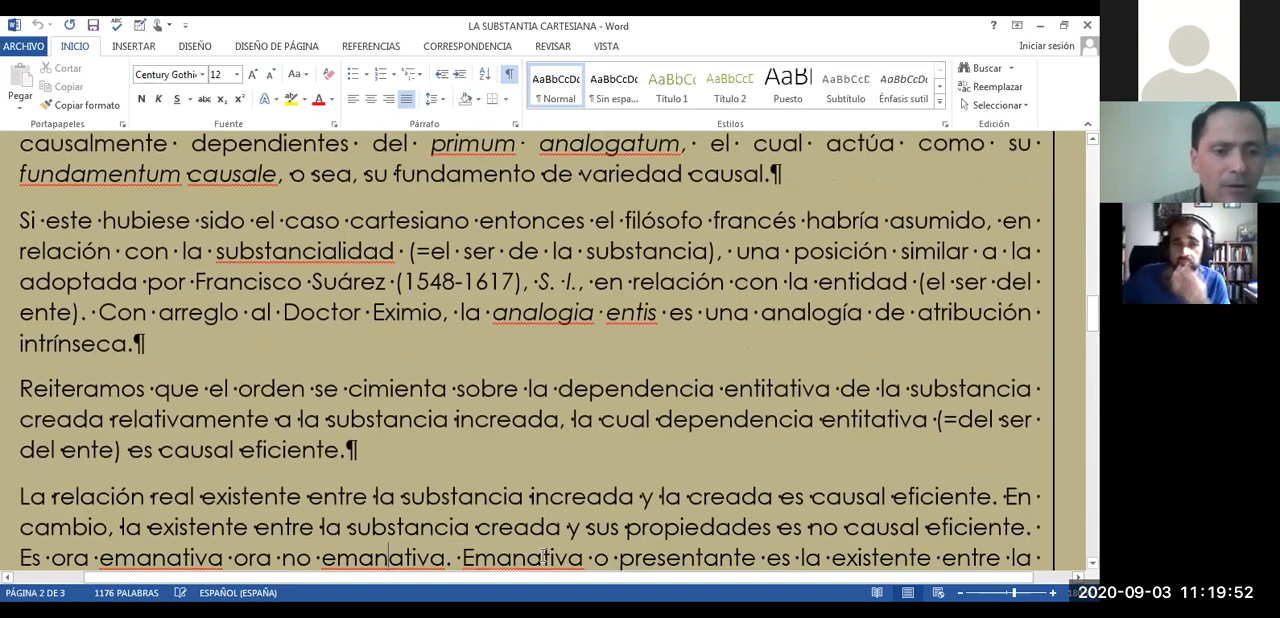 LA SUBSTANTIA CARTESIANA - Word
ARCHIVO INICIO INSERTAR DISEÑO DISEÑO DE PÁGINA REFERENCIAS CORRESPONDENCIA REVISAR VISTA Iniciar sesión
Pegar
Cortar
Copiar
Copiar formato
Century Gothic 12
N K S abc x₂ x² A A Aa
AaBbCcDc AaBbCcDc AaBbC AaBbCcD AaBl AaBbCcD AaBbCcDc
¶ Normal ¶ Sin espa... Título 1 Título 2 Puesto Subtítulo Énfasis sutil
Buscar
Reemplazar
Seleccionar
Portapapeles Fuente Párrafo Estilos Edición
causalmente dependientes del primum analogatum, el cual actúa como su
fundamentum causale, o sea, su fundamento de variedad causal.¶
Si este hubiese sido el caso cartesiano entonces el filósofo francés habría asumido, en
relación con la substancialidad (=el ser de la substancia), una posición similar a la
adoptada por Francisco Suárez (1548-1617), S. I., en relación con la entidad (el ser del
ente). Con arreglo al Doctor Eximio, la analogia entis es una analogía de atribución
intrínseca.¶
Reiteramos que el orden se cimienta sobre la dependencia entitativa de la substancia
creada relativamente a la substancia increada, la cual dependencia entitativa (=del ser
del ente) es causal eficiente.¶
La relación real existente entre la substancia increada y la creada es causal eficiente. En
cambio, la existente entre la substancia creada y sus propiedades es no causal eficiente.
Es ora emanativa ora no emanativa. Emanativa o presentante es la existente entre la
PÁGINA 2 DE 3 1176 PALABRAS ESPAÑOL (ESPAÑA)
2020-09-03 11:19:52